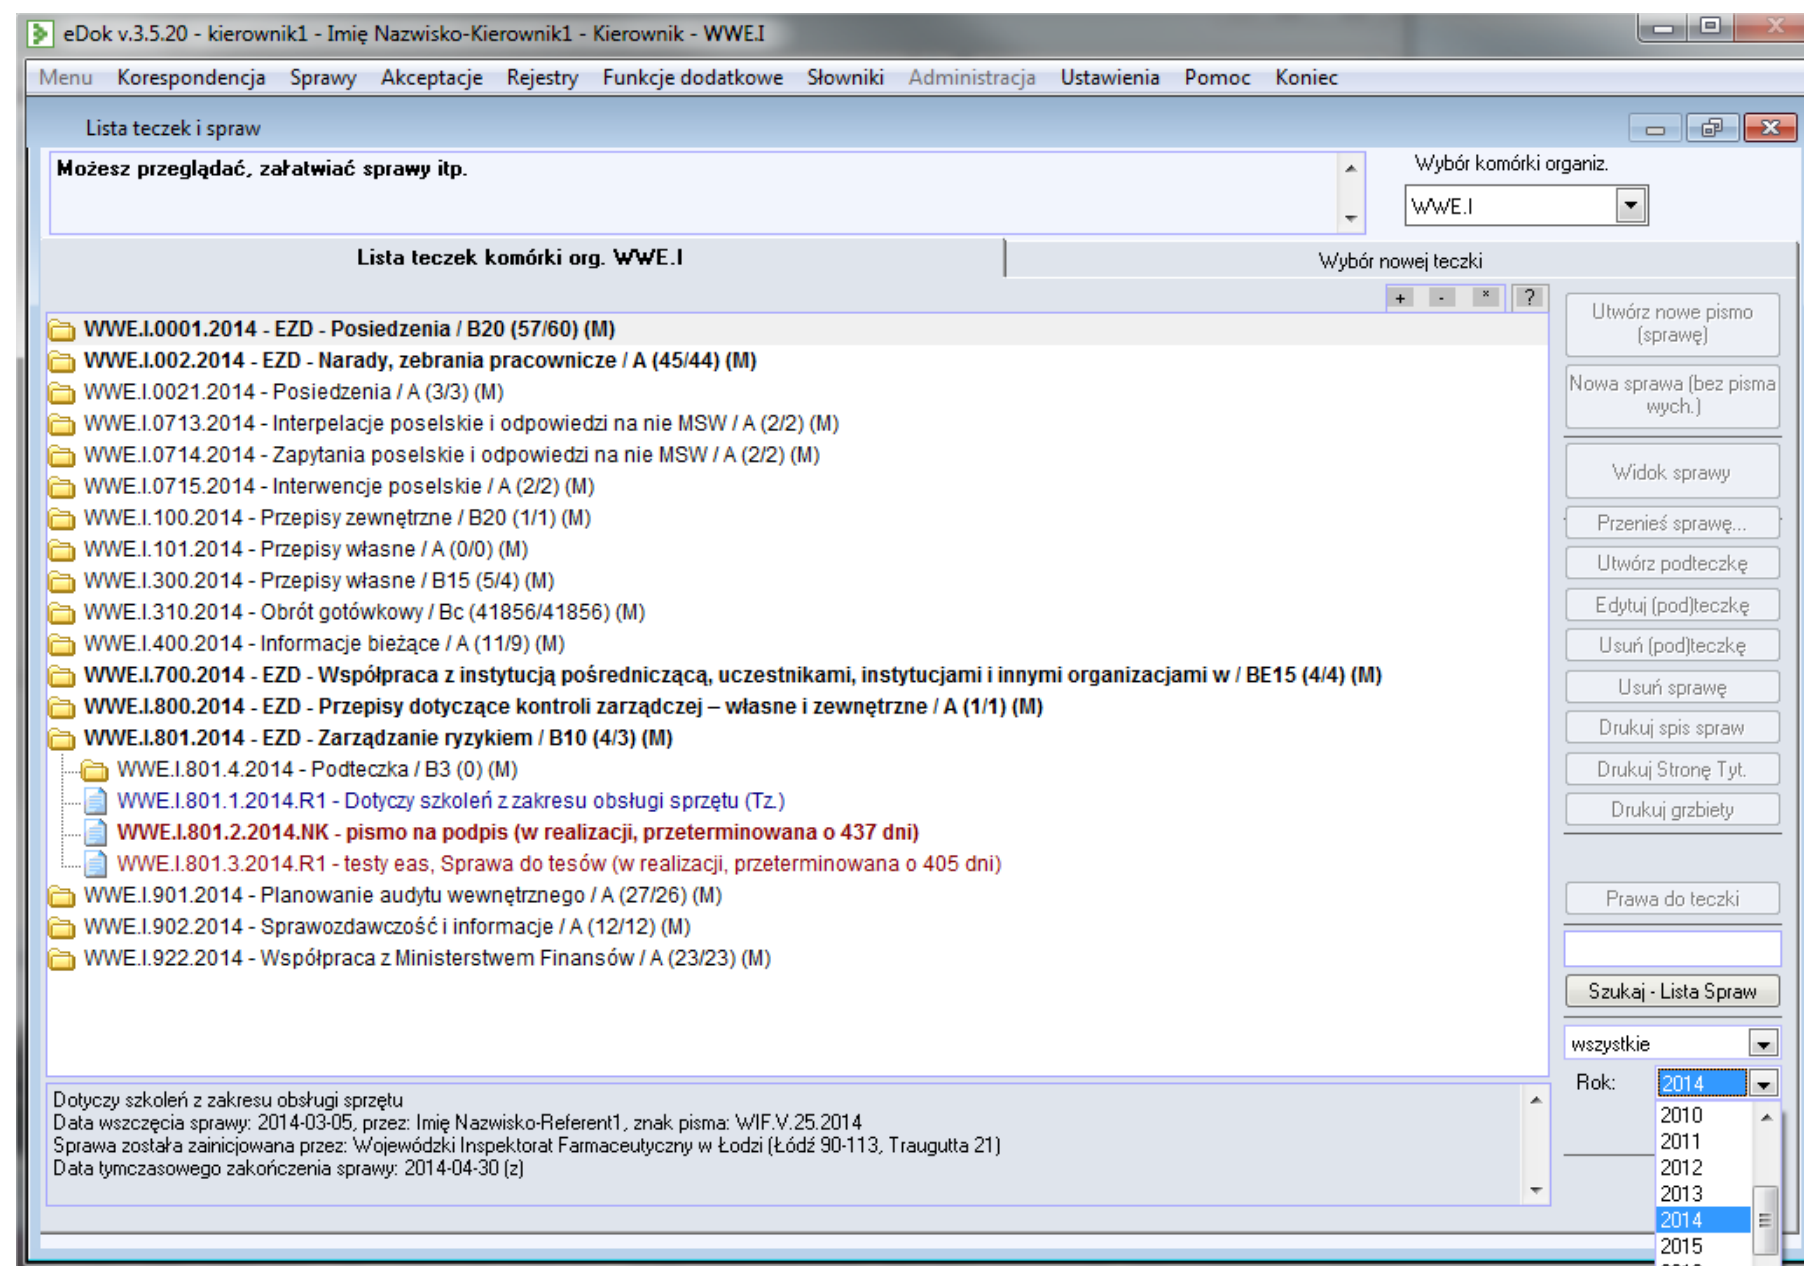 eDok v.3.5.20 - kierownik1 - Imię Nazwisko-Kierownik1 - Kierownik - WWE.I
Menu Korespondencja Sprawy Akceptacje Rejestry Funkcje dodatkowe Słowniki Administracja Ustawienia Pomoc Koniec
Lista teczek i spraw
Możesz przeglądać, załatwiać sprawy itp.
Wybór komórki organiz.
WWE.I
Lista teczek komórki org. WWE.I
Wybór nowej teczki
+ - * ?
WWE.I.0001.2014 - EZD - Posiedzenia / B20 (57/60) (M)
WWE.I.002.2014 - EZD - Narady, zebrania pracownicze / A (45/44) (M)
WWE.I.0021.2014 - Posiedzenia / A (3/3) (M)
WWE.I.0713.2014 - Interpelacje poselskie i odpowiedzi na nie MSW / A (2/2) (M)
WWE.I.0714.2014 - Zapytania poselskie i odpowiedzi na nie MSW / A (2/2) (M)
WWE.I.0715.2014 - Interwencje poselskie / A (2/2) (M)
WWE.I.100.2014 - Przepisy zewnętrzne / B20 (1/1) (M)
WWE.I.101.2014 - Przepisy własne / A (0/0) (M)
WWE.I.300.2014 - Przepisy własne / B15 (5/4) (M)
WWE.I.310.2014 - Obrót gotówkowy / Bc (41856/41856) (M)
WWE.I.400.2014 - Informacje bieżące / A (11/9) (M)
WWE.I.700.2014 - EZD - Współpraca z instytucją pośredniczącą, uczestnikami, instytucjami i innymi organizacjami w / BE15 (4/4) (M)
WWE.I.800.2014 - EZD - Przepisy dotyczące kontroli zarządczej – własne i zewnętrzne / A (1/1) (M)
WWE.I.801.2014 - EZD - Zarządzanie ryzykiem / B10 (4/3) (M)
WWE.I.801.4.2014 - Podteczka / B3 (0) (M)
WWE.I.801.1.2014.R1 - Dotyczy szkoleń z zakresu obsługi sprzętu (Tz.)
WWE.I.801.2.2014.NK - pismo na podpis (w realizacji, przeterminowana o 437 dni)
WWE.I.801.3.2014.R1 - testy eas, Sprawa do tesów (w realizacji, przeterminowana o 405 dni)
WWE.I.901.2014 - Planowanie audytu wewnętrznego / A (27/26) (M)
WWE.I.902.2014 - Sprawozdawczość i informacje / A (12/12) (M)
WWE.I.922.2014 - Współpraca z Ministerstwem Finansów / A (23/23) (M)
Utwórz nowe pismo
(sprawę)
Nowa sprawa (bez pisma
wych.)
Widok sprawy
Przenieś sprawę...
Utwórz podteczkę
Edytuj (pod)teczkę
Usuń (pod)teczkę
Usuń sprawę
Drukuj spis spraw
Drukuj Stronę Tyt.
Drukuj grzbiety
Prawa do teczki
Szukaj - Lista Spraw
wszystkie
Rok: 2014
2010
2011
2012
2013
2014
2015
Dotyczy szkoleń z zakresu obsługi sprzętu
Data wszczęcia sprawy: 2014-03-05, przez: Imię Nazwisko-Referent1, znak pisma: WIF.V.25.2014
Sprawa została zainicjowana przez: Wojewódzki Inspektorat Farmaceutyczny w Łodzi (Łódź 90-113, Traugutta 21)
Data tymczasowego zakończenia sprawy: 2014-04-30 (z)